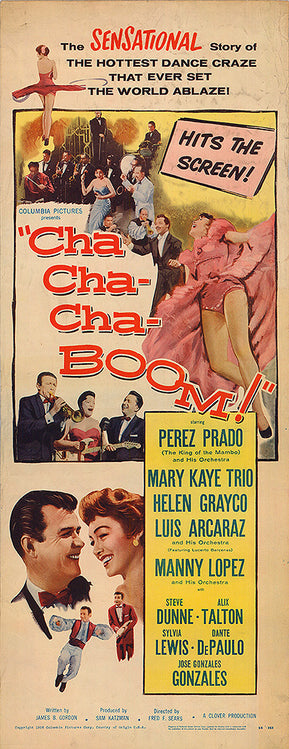 The SENSATIONAL Story of
THE HOTTEST DANCE CRAZE
THAT EVER SET
THE WORLD ABLAZE!
HITS THE
SCREEN!
COLUMBIA PICTURES
presents
"Cha
Cha-
Cha-
BOOM!"
starring
PEREZ PRADO
(The King of the Mambo)
and His Orchestra
MARY KAYE TRIO
HELEN GRAYCO
LUIS ARCARAZ
and His Orchestra
(Featuring Lucerito Barcenas)
MANNY LOPEZ
and His Orchestra
with
STEVE DUNNE · ALIX TALTON
SYLVIA LEWIS · DANTE DePAULO
JOSE GONZALES
GONZALES
Written by
JAMES B. GORDON
Produced by
SAM KATZMAN
Directed by
FRED F. SEARS
A CLOVER PRODUCTION